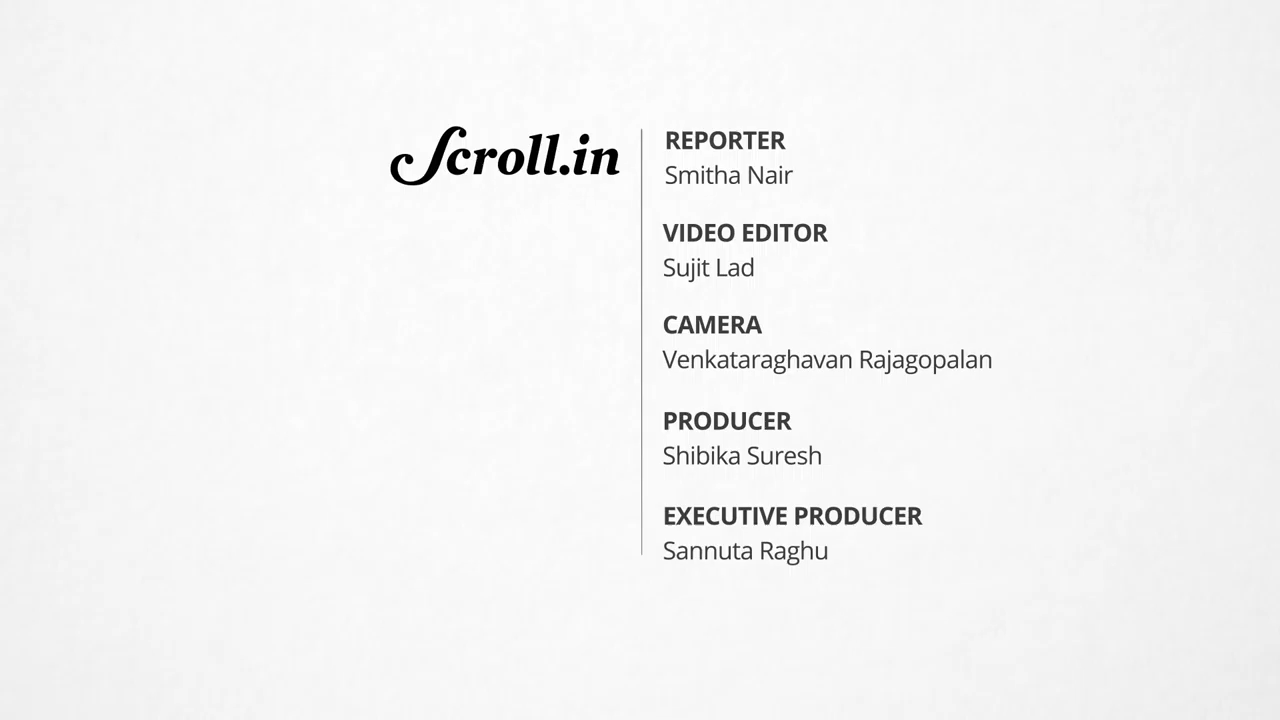 Scroll.in
REPORTER
Smitha Nair
VIDEO EDITOR
Sujit Lad
CAMERA
Venkataraghavan Rajagopalan
PRODUCER
Shibika Suresh
EXECUTIVE PRODUCER
Sannuta Raghu